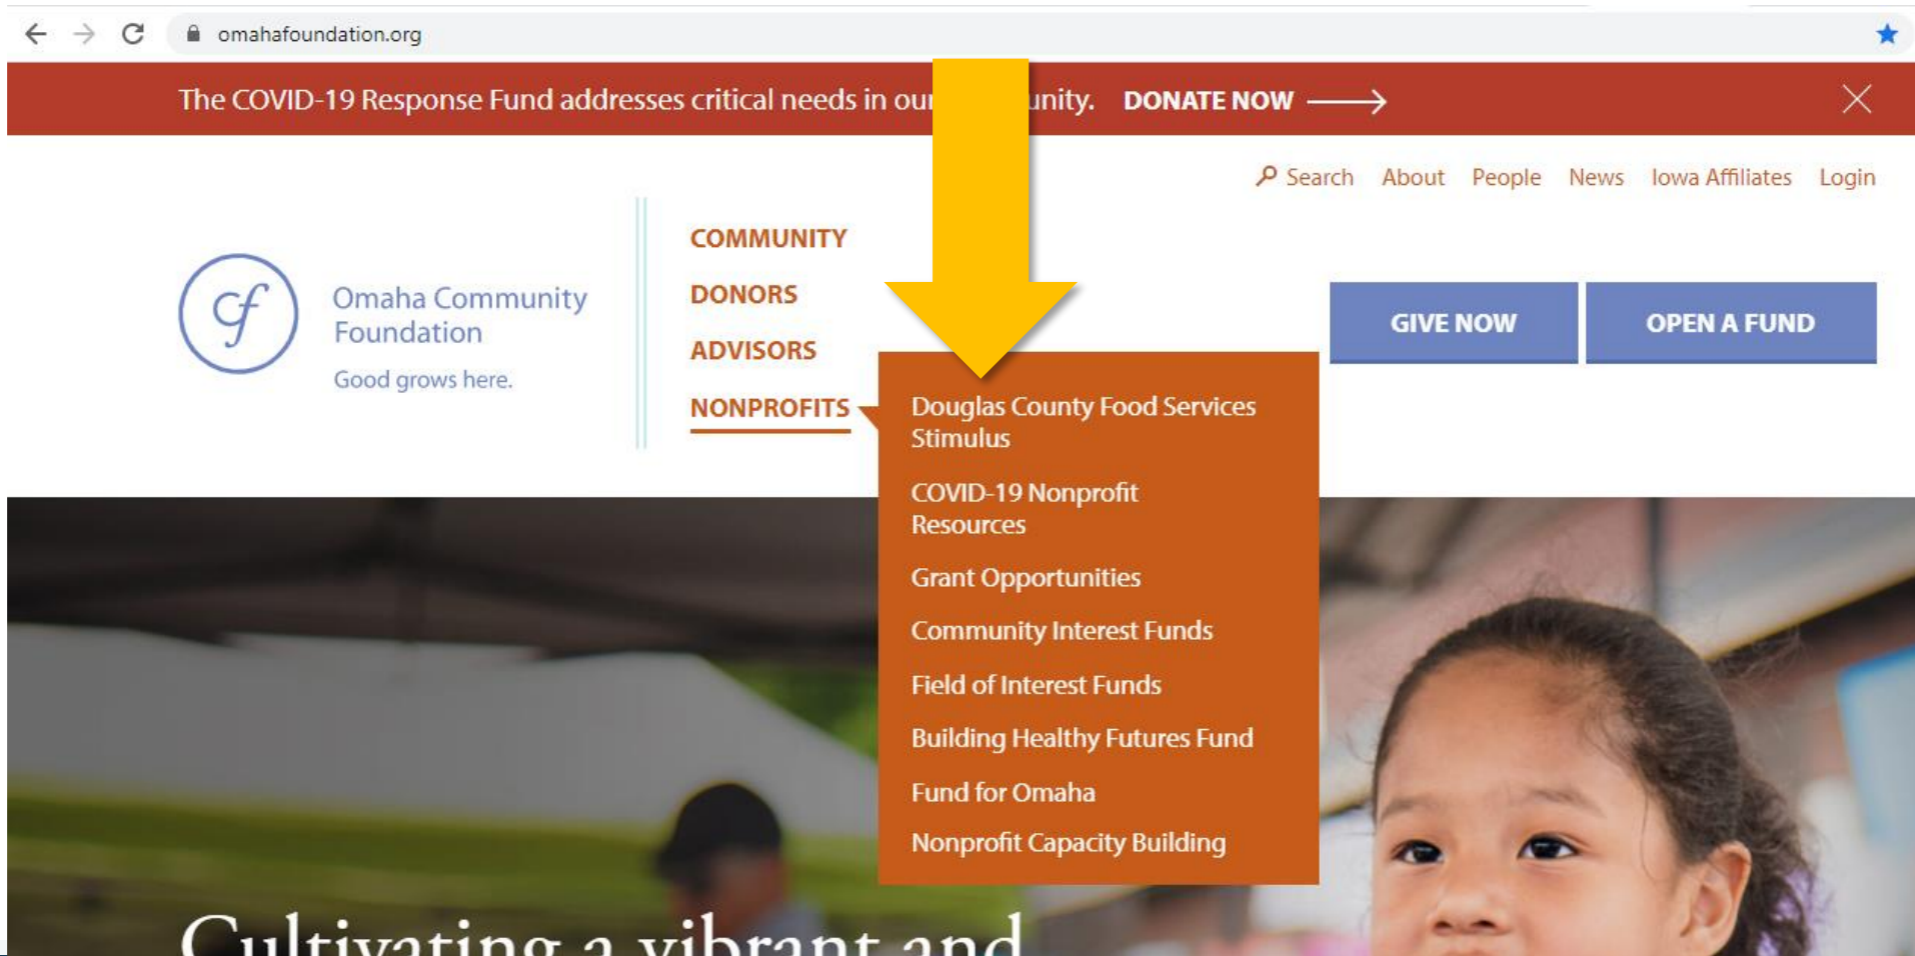 omahafoundation.org
The COVID-19 Response Fund addresses critical needs in our unity. DONATE NOW
Search About People News Iowa Affiliates Login
cf
Omaha Community
Foundation
Good grows here.
COMMUNITY
DONORS
ADVISORS
NONPROFITS
GIVE NOW
OPEN A FUND
Douglas County Food Services
Stimulus
COVID-19 Nonprofit
Resources
Grant Opportunities
Community Interest Funds
Field of Interest Funds
Building Healthy Futures Fund
Fund for Omaha
Nonprofit Capacity Building
Cultivating a vibrant and